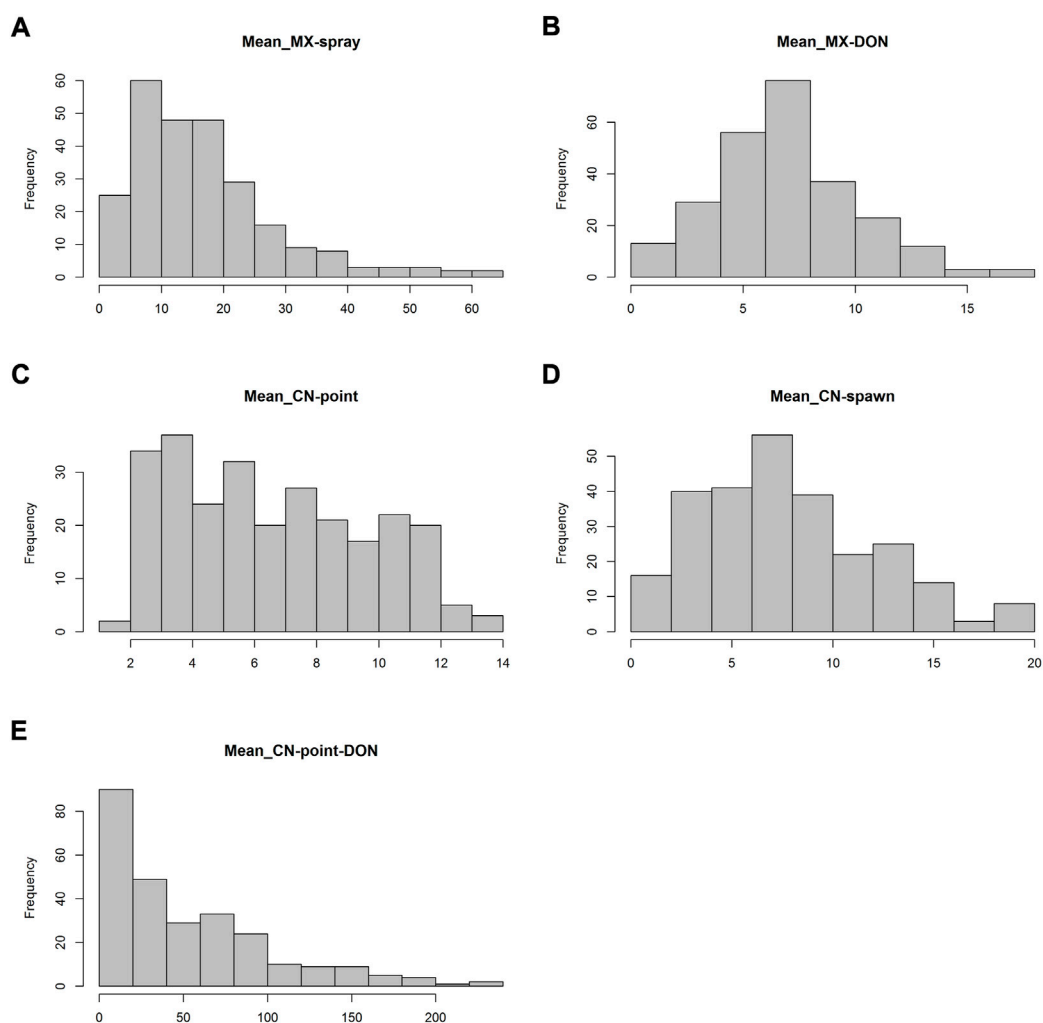 A
Mean_MX-spray
Frequency
0 10 20 30 40 50 60
0 10 20 30 40 50 60
B
Mean_MX-DON
Frequency
0 20 40 60
0 5 10 15
C
Mean_CN-point
Frequency
0 10 20 30
2 4 6 8 10 12 14
D
Mean_CN-spawn
Frequency
0 10 20 30 40 50
0 5 10 15 20
E
Mean_CN-point-DON
Frequency
0 20 40 60 80
0 50 100 150 200